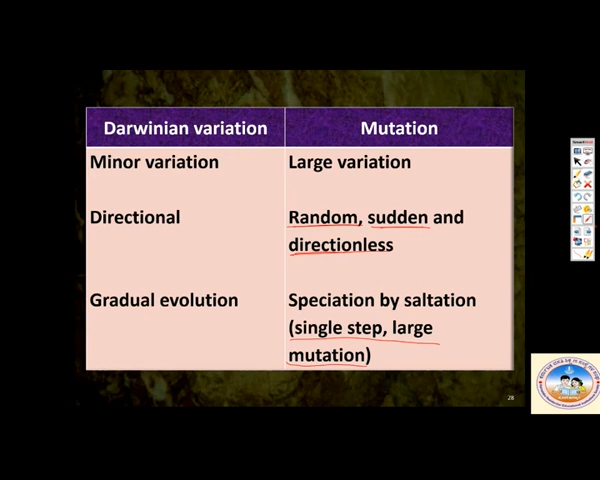 Darwinian variation
Mutation
Minor variation
Large variation
Directional
Random, sudden and
directionless
Gradual evolution
Speciation by saltation
(single step, large
mutation)
28